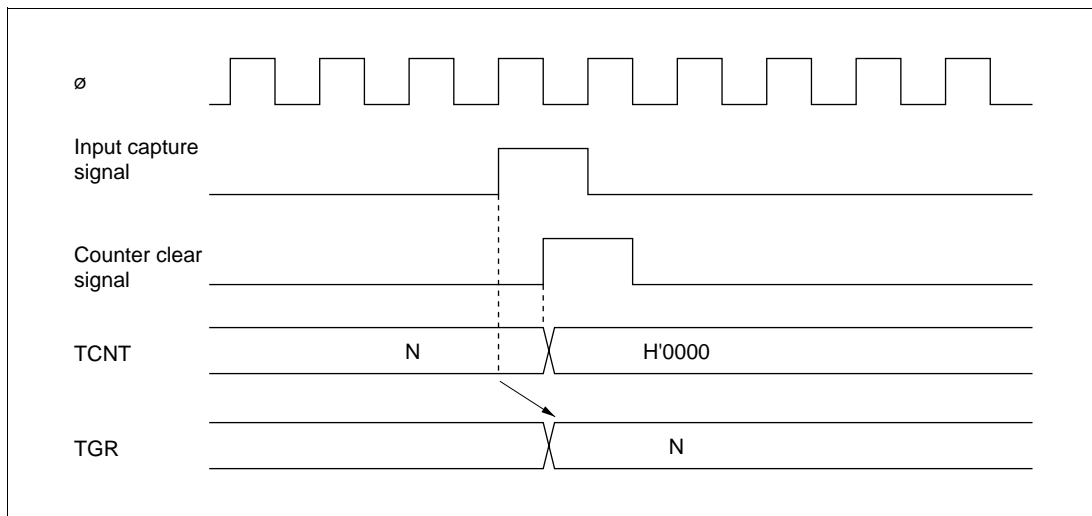 ø
Input capture
signal
Counter clear
signal
TCNT
N
H'0000
TGR
N